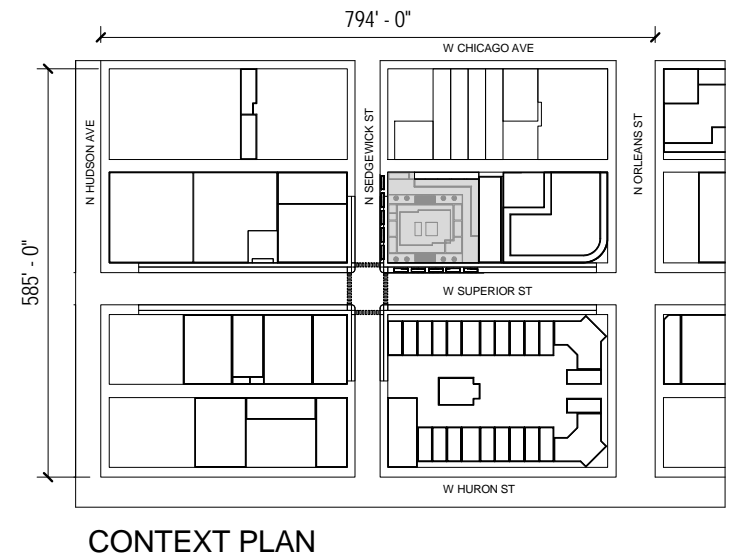 794' - 0"
W CHICAGO AVE
N HUDSON AVE
N SEDGEWICK ST
N ORLEANS ST
585' - 0"
W SUPERIOR ST
W HURON ST
CONTEXT PLAN